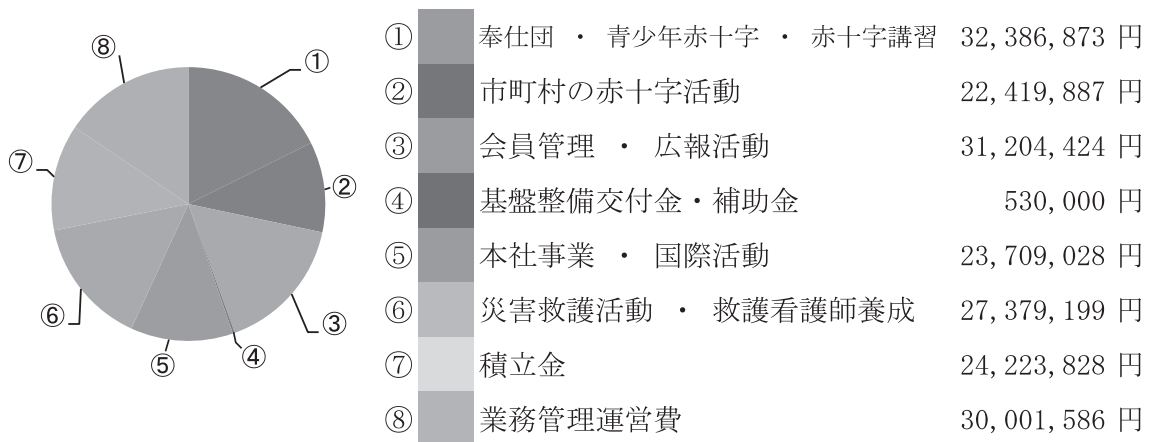 ⑧
①
⑦
②
⑥
③
⑤
④
① 奉仕団 ・ 青少年赤十字 ・ 赤十字講習 32,386,873 円
② 市町村の赤十字活動 22,419,887 円
③ 会員管理 ・ 広報活動 31,204,424 円
④ 基盤整備交付金・補助金 530,000 円
⑤ 本社事業 ・ 国際活動 23,709,028 円
⑥ 災害救護活動 ・ 救護看護師養成 27,379,199 円
⑦ 積立金 24,223,828 円
⑧ 業務管理運営費 30,001,586 円